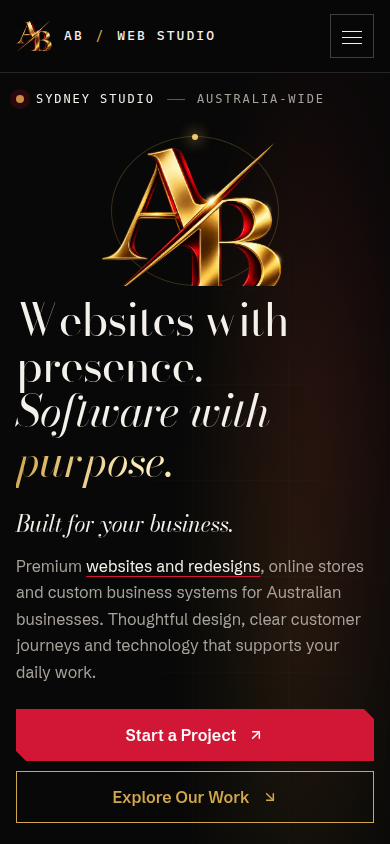 AB AB / WEB STUDIO
SYDNEY STUDIO — AUSTRALIA-WIDE
AB
Websites with
presence.
Software with
purpose.
Built for your business.
Premium websites and redesigns, online stores
and custom business systems for Australian
businesses. Thoughtful design, clear customer
journeys and technology that supports your
daily work.
Start a Project
Explore Our Work